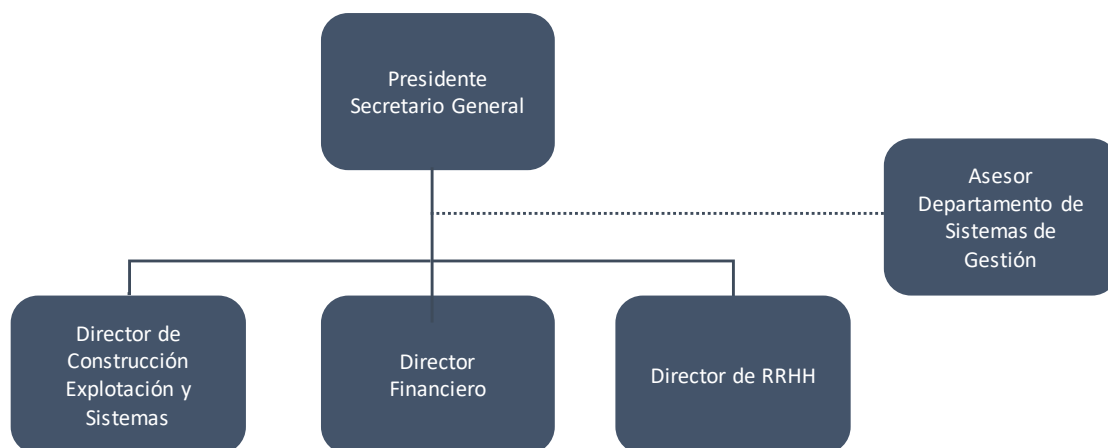 Presidente
Secretario General
Asesor
Departamento de
Sistemas de
Gestión
Director de
Construcción
Explotación y
Sistemas
Director
Financiero
Director de RRHH